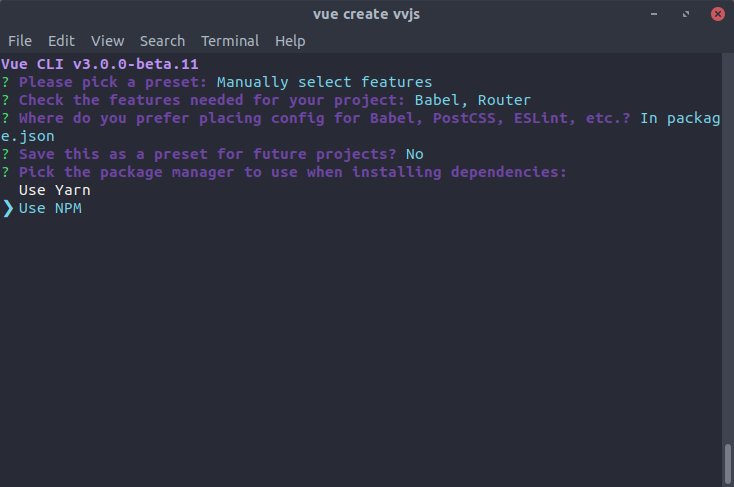 vue create vvjs
File Edit View Search Terminal Help
Vue CLI v3.0.0-beta.11
? Please pick a preset: Manually select features
? Check the features needed for your project: Babel, Router
? Where do you prefer placing config for Babel, PostCSS, ESLint, etc.? In packag
e.json
? Save this as a preset for future projects? No
? Pick the package manager to use when installing dependencies:
Use Yarn
❯ Use NPM